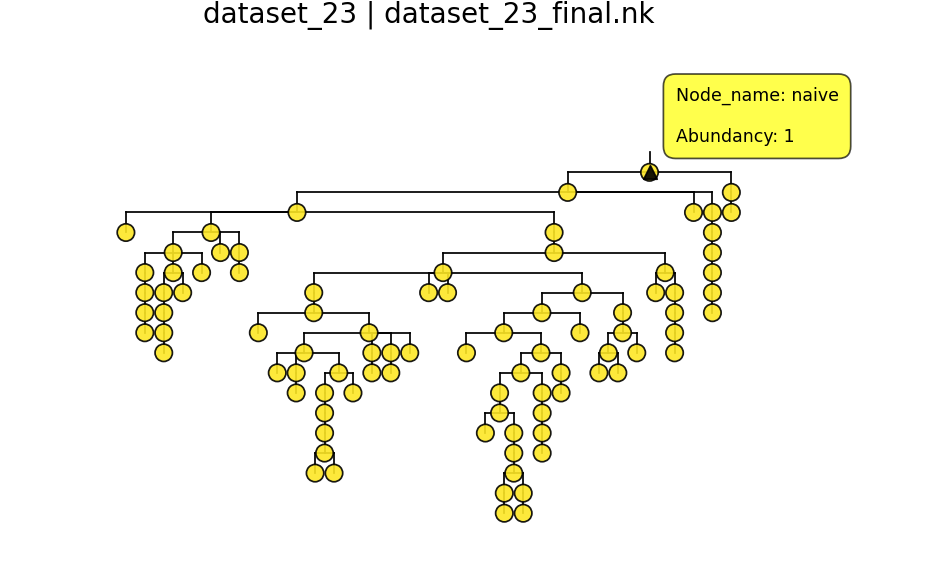 dataset_23 | dataset_23_final.nk
Node_name: naive
Abundancy: 1